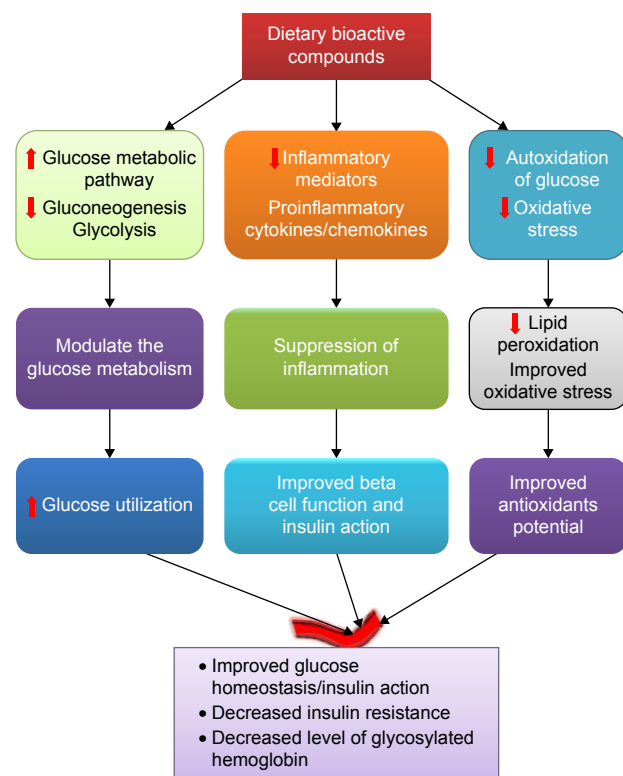 Dietary bioactive
compounds
Glucose metabolic
pathway
Gluconeogenesis
Glycolysis
Inflammatory
mediators
Proinflammatory
cytokines/chemokines
Autoxidation
of glucose
Oxidative
stress
Modulate the
glucose metabolism
Suppression of
inflammation
Lipid
peroxidation
Improved
oxidative stress
Glucose utilization
Improved beta
cell function and
insulin action
Improved
antioxidants
potential
• Improved glucose
homeostasis/insulin action
• Decreased insulin resistance
• Decreased level of glycosylated
hemoglobin